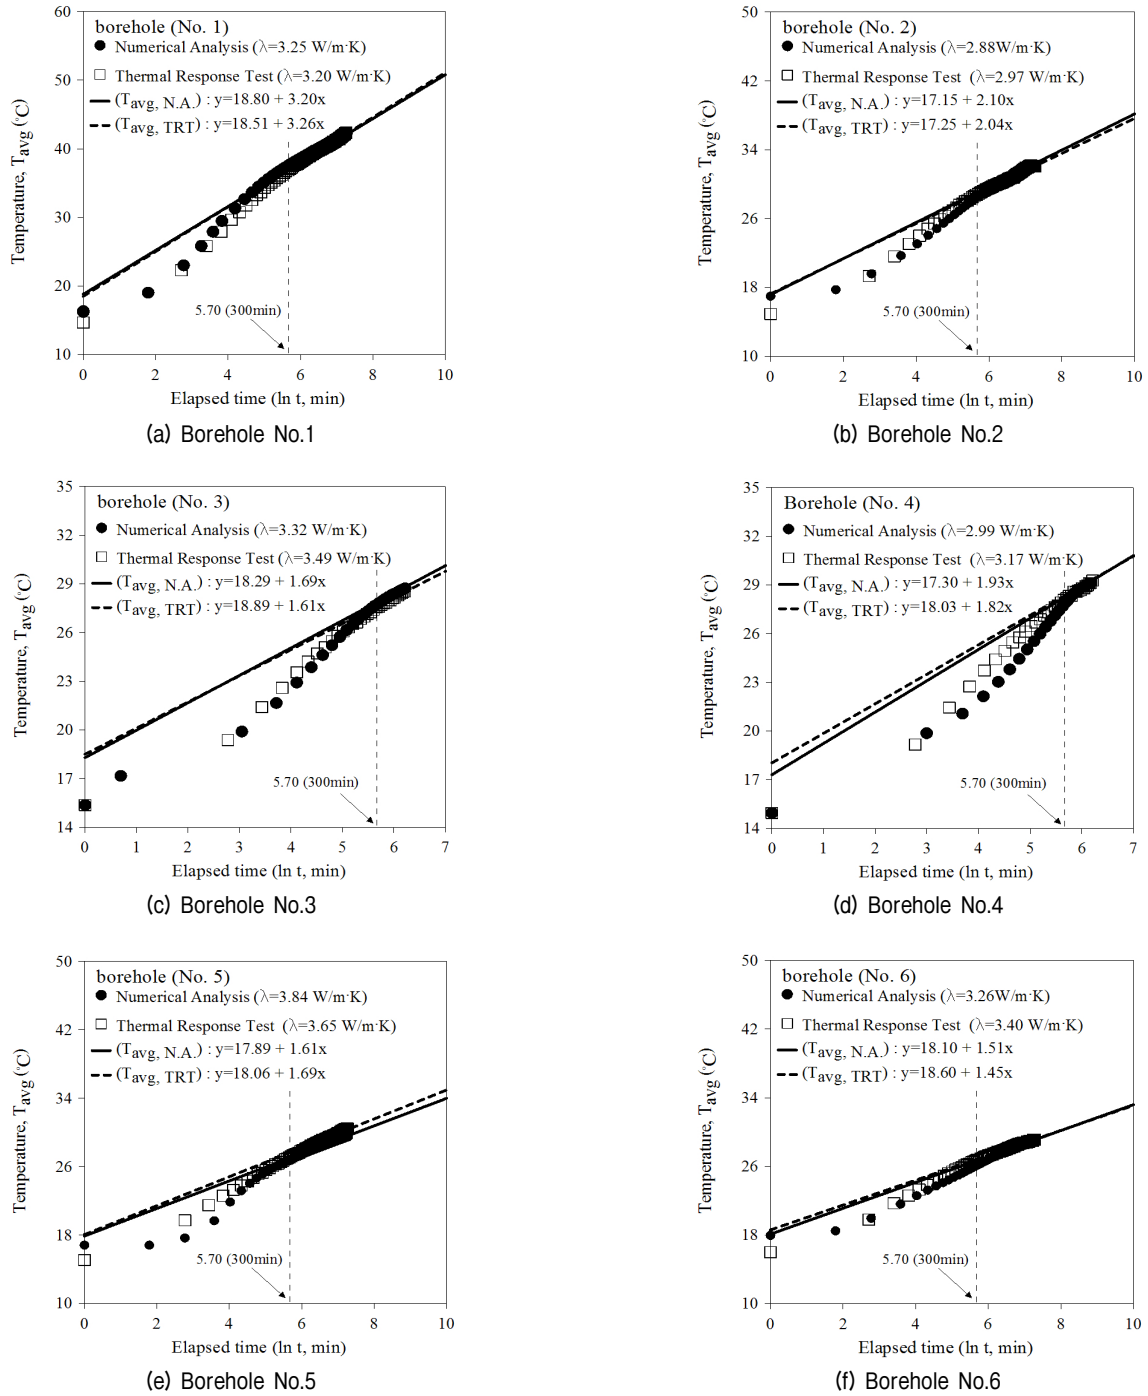 60
50
40
30
20
10
Temperature, Tavg (°C)
borehole (No. 1)
Numerical Analysis (λ=3.25 W/m·K)
Thermal Response Test (λ=3.20 W/m·K)
(Tavg, N.A.) : y=18.80 + 3.20x
(Tavg, TRT) : y=18.51 + 3.26x
5.70 (300min)
0 2 4 6 8 10
Elapsed time (ln t, min)
(a) Borehole No.1
50
42
34
26
18
10
Temperature, Tavg (°C)
borehole (No. 2)
Numerical Analysis (λ=2.88W/m·K)
Thermal Response Test (λ=2.97 W/m·K)
(Tavg, N.A.) : y=17.15 + 2.10x
(Tavg, TRT) : y=17.25 + 2.04x
5.70 (300min)
0 2 4 6 8 10
Elapsed time (ln t, min)
(b) Borehole No.2
35
32
29
26
23
20
17
14
Temperature, Tavg (°C)
borehole (No. 3)
Numerical Analysis (λ=3.32 W/m·K)
Thermal Response Test (λ=3.49 W/m·K)
(Tavg, N.A.) : y=18.29 + 1.69x
(Tavg, TRT) : y=18.89 + 1.61x
5.70 (300min)
0 1 2 3 4 5 6 7
Elapsed time (ln t, min)
(c) Borehole No.3
35
32
29
26
23
20
17
14
Temperature, Tavg (°C)
Borehole (No. 4)
Numerical Analysis (λ=2.99 W/m·K)
Thermal Response Test (λ=3.17 W/m·K)
(Tavg, N.A.) : y=17.30 + 1.93x
(Tavg, TRT) : y=18.03 + 1.82x
5.70 (300min)
0 1 2 3 4 5 6 7
Elapsed time (ln t, min)
(d) Borehole No.4
50
42
34
26
18
10
Temperature, Tavg (°C)
borehole (No. 5)
Numerical Analysis (λ=3.84 W/m·K)
Thermal Response Test (λ=3.65 W/m·K)
(Tavg, N.A.) : y=17.89 + 1.61x
(Tavg, TRT) : y=18.06 + 1.69x
5.70 (300min)
0 2 4 6 8 10
Elapsed time (ln t, min)
(e) Borehole No.5
50
42
34
26
18
10
Temperature, Tavg (°C)
borehole (No. 6)
Numerical Analysis (λ=3.26W/m·K)
Thermal Response Test (λ=3.40 W/m·K)
(Tavg, N.A.) : y=18.10 + 1.51x
(Tavg, TRT) : y=18.60 + 1.45x
5.70 (300min)
0 2 4 6 8 10
Elapsed time (ln t, min)
(f) Borehole No.6